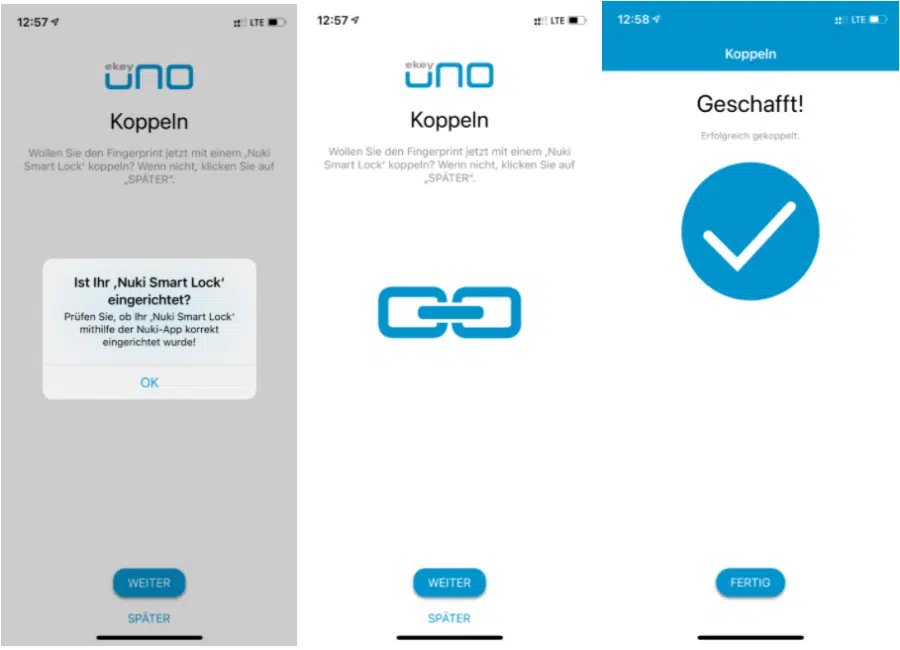 12:57
LTE
ekey
uno
Koppeln
Wollen Sie den Fingerprint jetzt mit einem ‚Nuki
Smart Lock‘ koppeln? Wenn nicht, klicken Sie auf
„SPÄTER“.
Ist Ihr ‚Nuki Smart Lock‘
eingerichtet?
Prüfen Sie, ob Ihr ‚Nuki Smart Lock‘
mithilfe der Nuki-App korrekt
eingerichtet wurde!
OK
WEITER
SPÄTER
12:57
LTE
ekey
uno
Koppeln
Wollen Sie den Fingerprint jetzt mit einem ‚Nuki
Smart Lock‘ koppeln? Wenn nicht, klicken Sie auf
„SPÄTER“.
WEITER
SPÄTER
12:58
LTE
Koppeln
Geschafft!
Erfolgreich gekoppelt.
FERTIG